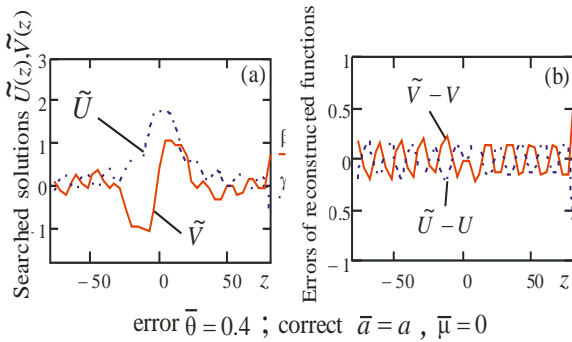 Searched solutions Ũ(z),Ṽ(z)
3
2
1
0
-1
(a)
Ũ
Ṽ
-50
0
50
z
β
γ
Errors of reconstructed functions
1
0.5
0
0.5
-1
(b)
Ṽ – V
Ũ – U
-50
0
50
z
error θ̅ = 0.4 ; correct a̅ = a , μ̅ = 0